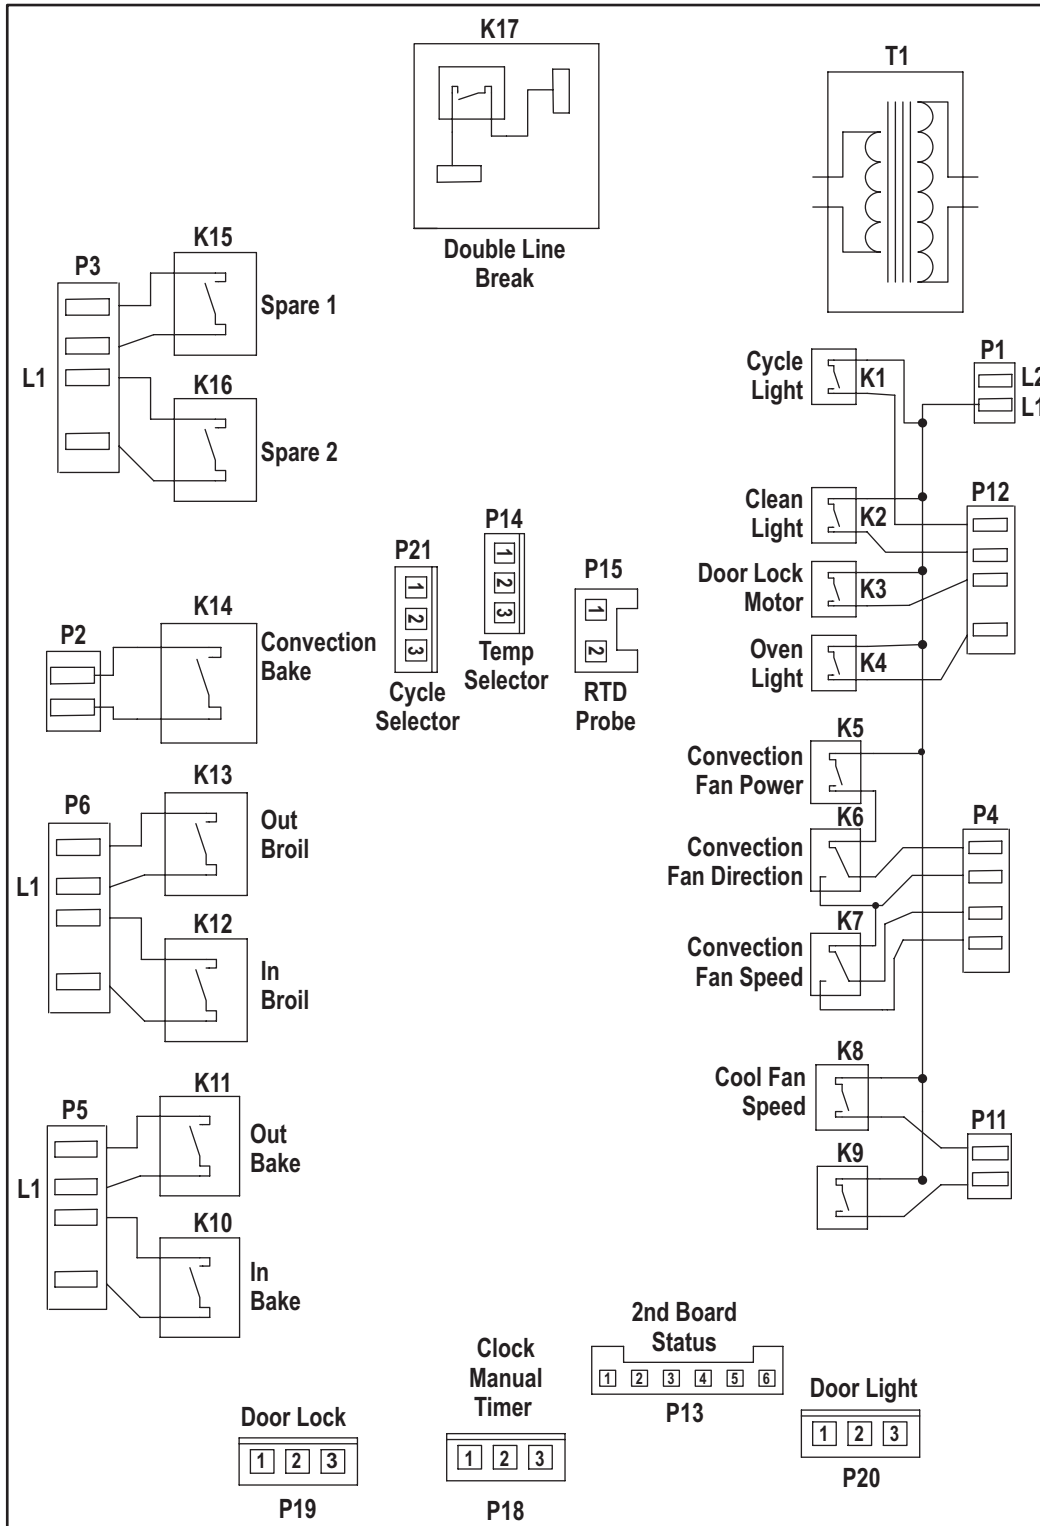 K17
T1
Double Line
Break
K15
P3
Spare 1
L1
K16
Spare 2
Cycle
Light
K1
P1
L2
L1
Clean
Light
K2
P12
Door Lock
Motor
K3
Oven
Light
K4
P14
1
2
3
Temp
Selector
P21
1
2
3
Cycle
Selector
P15
1
2
RTD
Probe
K14
P2
Convection
Bake
K5
Convection
Fan Power
K6
P4
Convection
Fan Direction
K7
Convection
Fan Speed
K13
P6
Out
Broil
L1
K12
In
Broil
K8
Cool Fan
Speed
P11
K9
K11
P5
Out
Bake
L1
K10
In
Bake
2nd Board
Status
1 2 3 4 5 6
P13
Clock
Manual
Timer
1 2 3
P18
Door Lock
1 2 3
P19
Door Light
1 2 3
P20